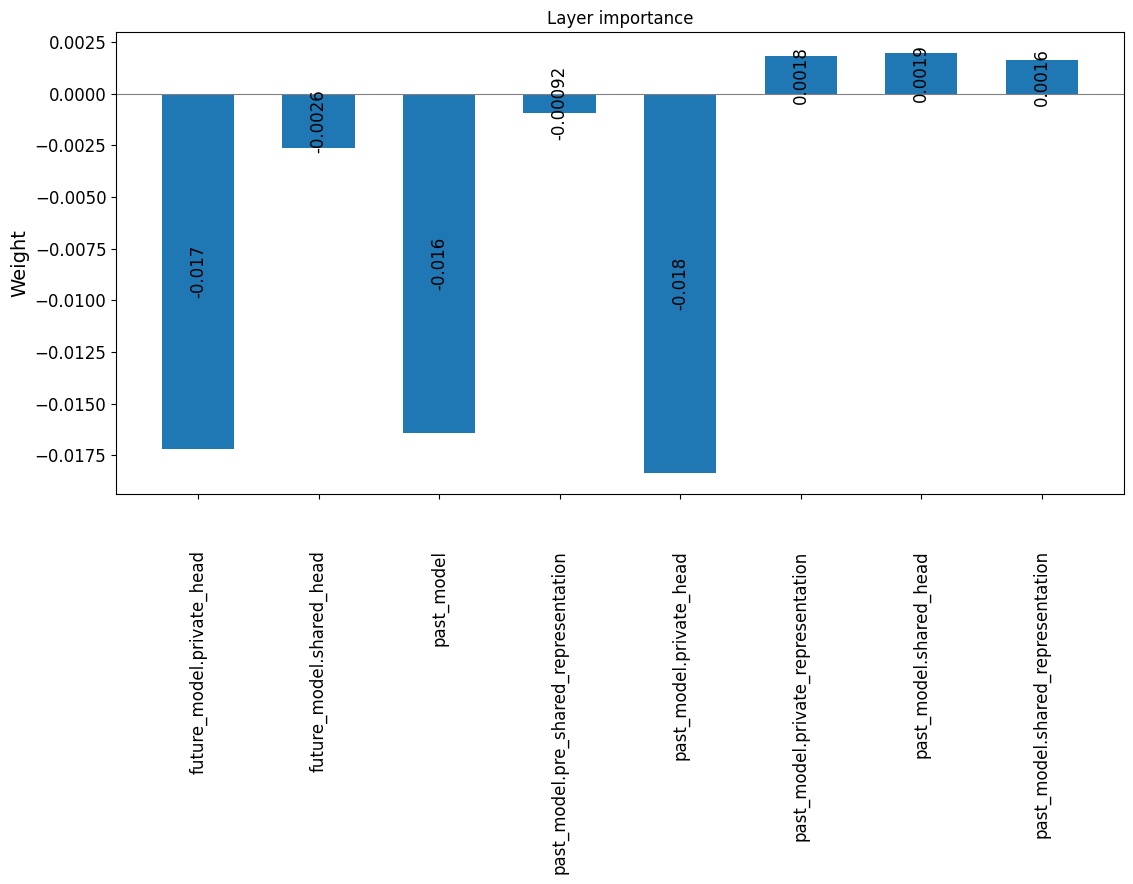 Layer importance
Weight
0.0025
0.0000
−0.0025
−0.0050
−0.0075
−0.0100
−0.0125
−0.0150
−0.0175
-0.017
-0.0026
-0.016
-0.00092
-0.018
0.0018
0.0019
0.0016
future_model.private_head
future_model.shared_head
past_model
past_model.pre_shared_representation
past_model.private_head
past_model.private_representation
past_model.shared_head
past_model.shared_representation